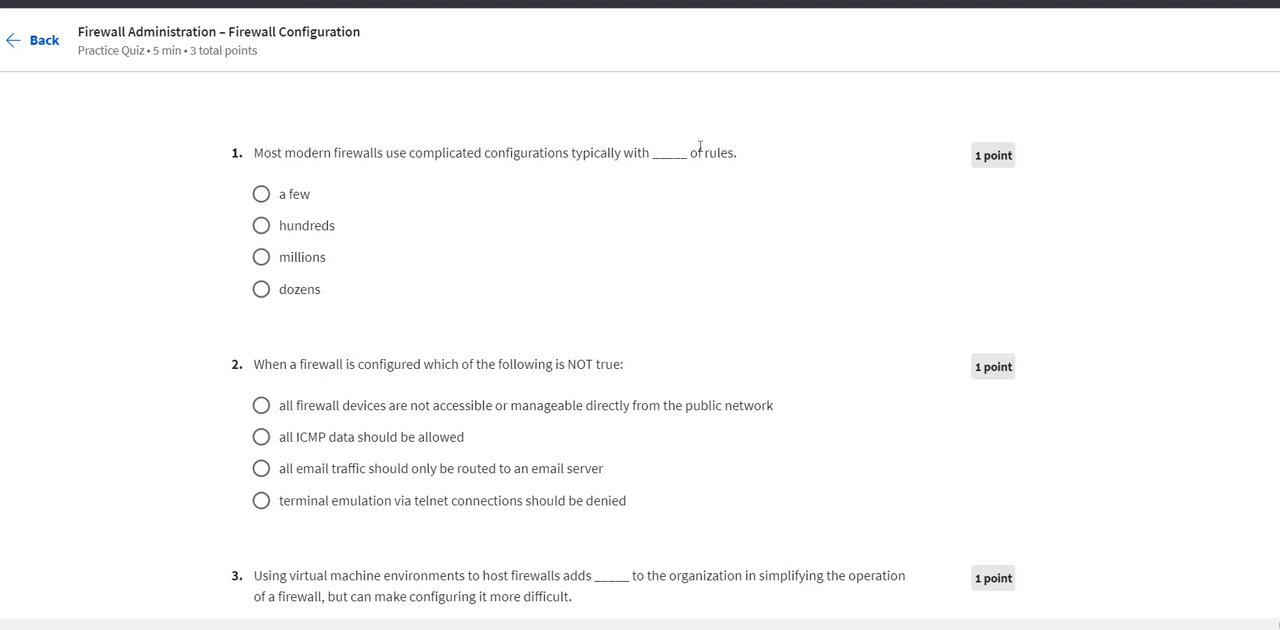 Back
Firewall Administration – Firewall Configuration
Practice Quiz • 5 min • 3 total points
1. Most modern firewalls use complicated configurations typically with _____ of rules.
1 point
a few
hundreds
millions
dozens
2. When a firewall is configured which of the following is NOT true:
1 point
all firewall devices are not accessible or manageable directly from the public network
all ICMP data should be allowed
all email traffic should only be routed to an email server
terminal emulation via telnet connections should be denied
3. Using virtual machine environments to host firewalls adds _____ to the organization in simplifying the operation
1 point
of a firewall, but can make configuring it more difficult.